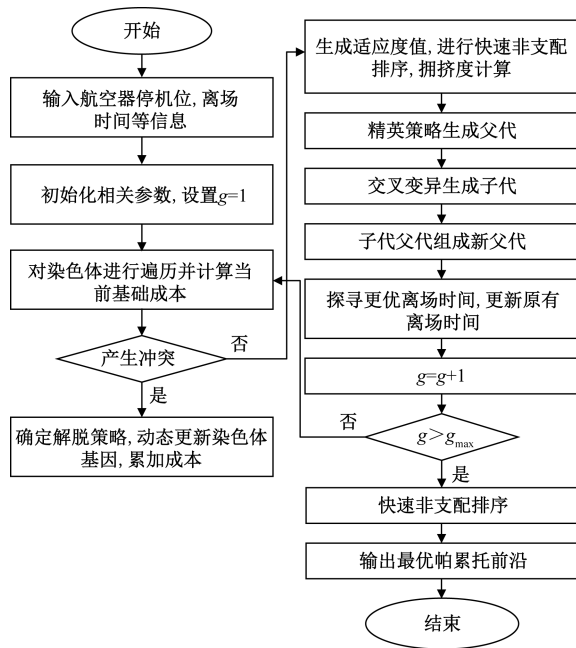 开始
输入航空器停机位, 离场
时间等信息
初始化相关参数, 设置g=1
对染色体进行遍历并计算当
前基础成本
产生冲突
否
是
确定解脱策略, 动态更新染色体
基因, 累加成本
生成适应度值, 进行快速非支配
排序, 拥挤度计算
精英策略生成父代
交叉变异生成子代
子代父代组成新父代
探寻更优离场时间, 更新原有
离场时间
g=g+1
否
g>gmax
是
快速非支配排序
输出最优帕累托前沿
结束